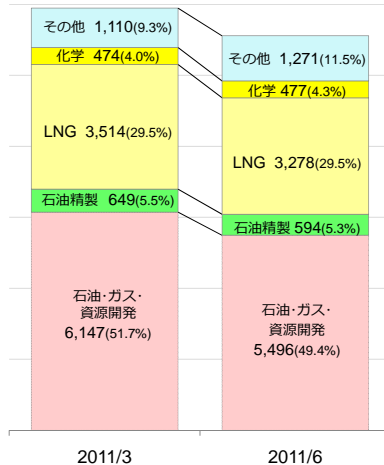 その他 1,110(9.3%)
化学 474(4.0%)
LNG 3,514(29.5%)
石油精製 649(5.5%)
石油・ガス・
資源開発
6,147(51.7%)
2011/3
その他 1,271(11.5%)
化学 477(4.3%)
LNG 3,278(29.5%)
石油精製 594(5.3%)
石油・ガス・
資源開発
5,496(49.4%)
2011/6